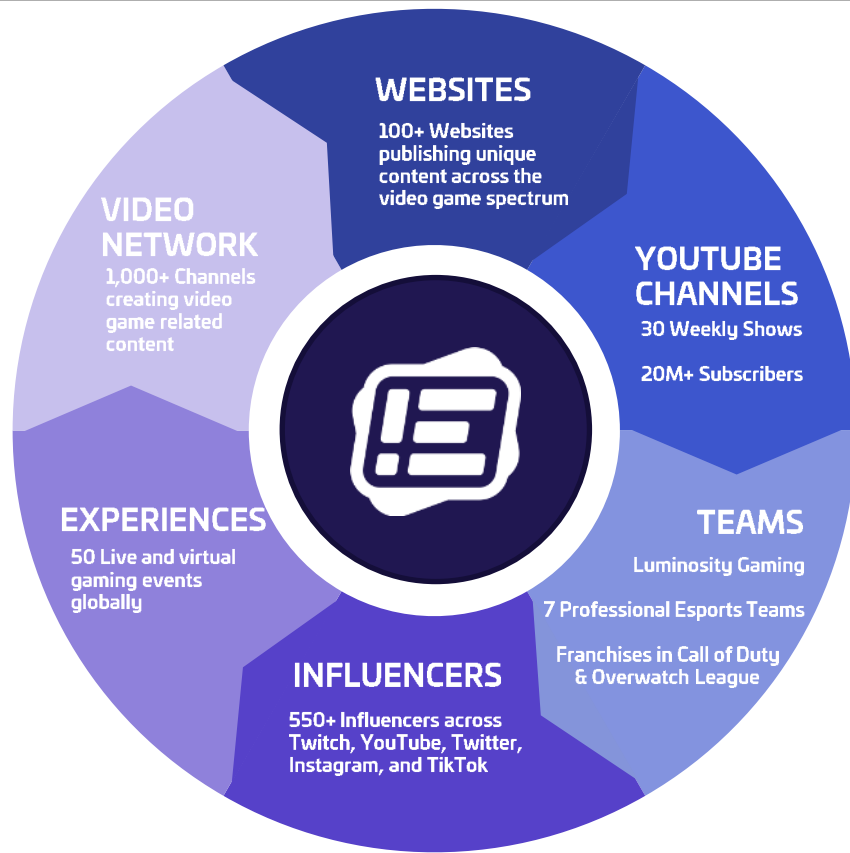 WEBSITES
100+ Websites
publishing unique
content across the
video game spectrum
YOUTUBE
CHANNELS
30 Weekly Shows
20M+ Subscribers
TEAMS
Luminosity Gaming
7 Professional Esports Teams
Franchises in Call of Duty
& Overwatch League
INFLUENCERS
550+ Influencers across
Twitch, YouTube, Twitter,
Instagram, and TikTok
EXPERIENCES
50 Live and virtual
gaming events
globally
VIDEO
NETWORK
1,000+ Channels
creating video
game related
content